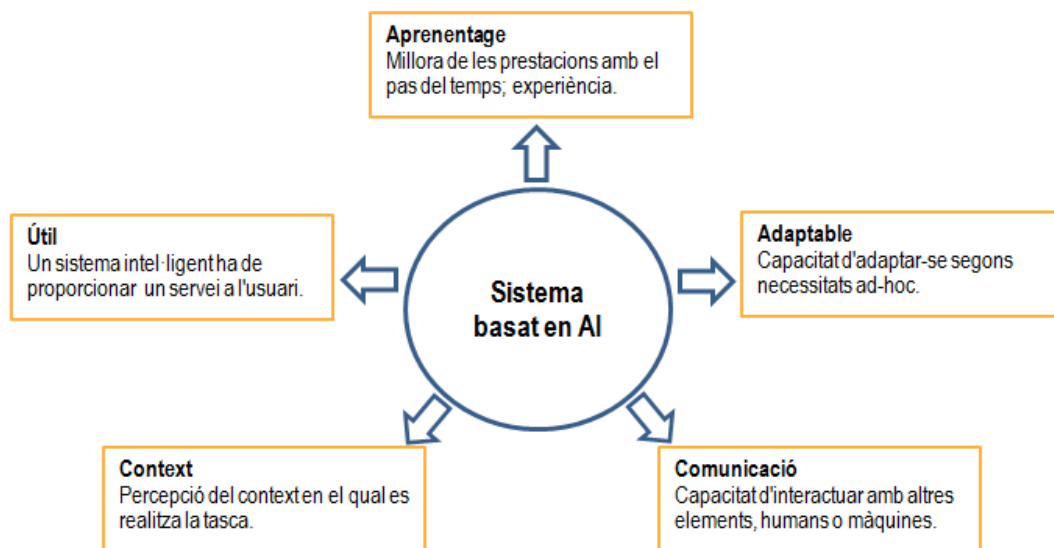 Aprenentage
Millora de les prestacions amb el
pas del temps; experiència.
Útil
Un sistema intel·ligent ha de
proporcionar un servei a l'usuari.
Adaptable
Capacitat d'adaptar-se segons
necessitats ad-hoc.
Sistema
basat en AI
Context
Percepció del context en el qual es
realitza la tasca.
Comunicació
Capacitat d'interactuar amb altres
elements, humans o màquines.